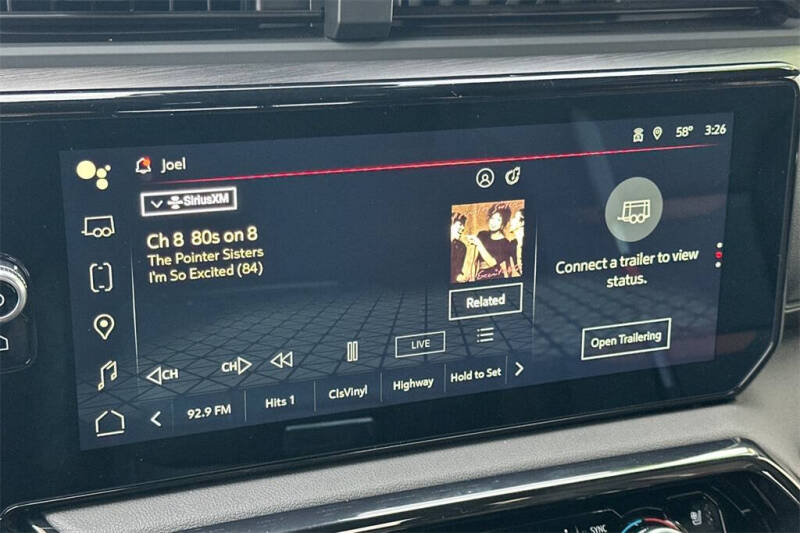 Joel
58° 3:26
SiriusXM
Ch 8 80s on 8
The Pointer Sisters
I'm So Excited (84)
Related
Connect a trailer to view
status.
Open Trailering
CH
CH
LIVE
92.9 FM
Hits 1
ClsVinyl
Highway
Hold to Set
SYNC